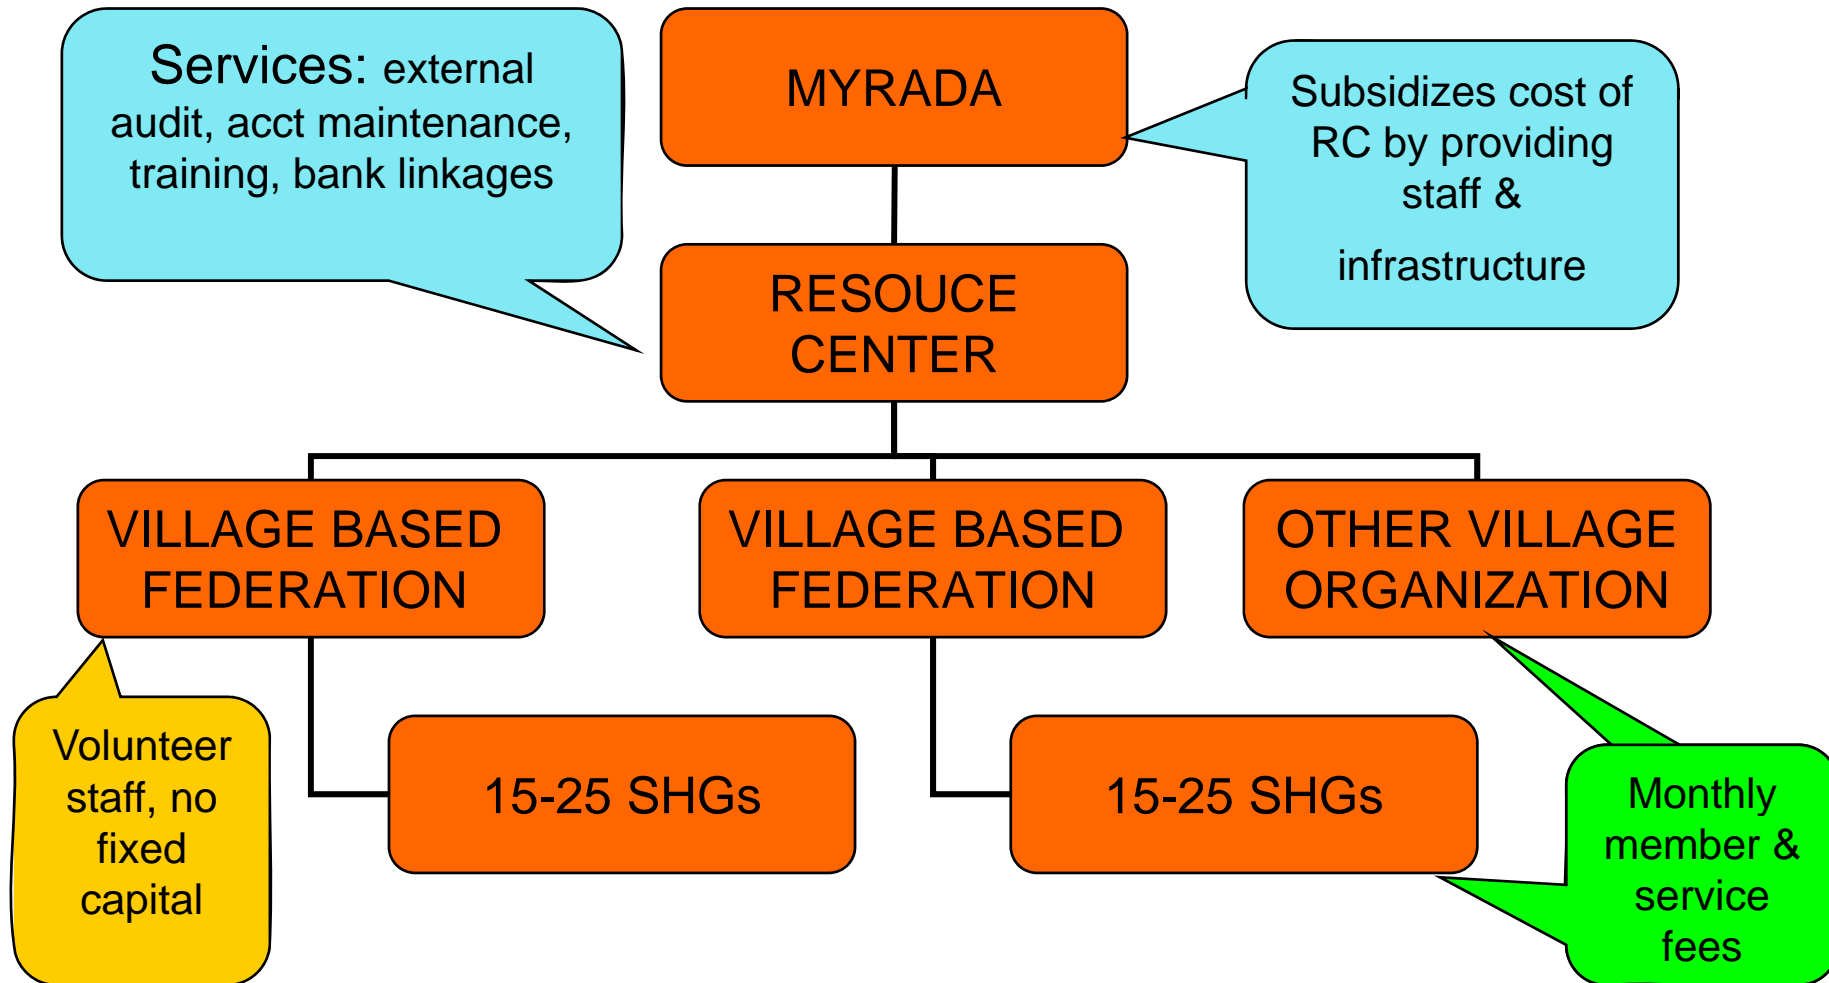 Services: external
audit, acct maintenance,
training, bank linkages
MYRADA
Subsidizes cost of
RC by providing
staff &
infrastructure
RESOUCE
CENTER
VILLAGE BASED
FEDERATION
VILLAGE BASED
FEDERATION
OTHER VILLAGE
ORGANIZATION
Volunteer
staff, no
fixed
capital
15-25 SHGs
15-25 SHGs
Monthly
member &
service
fees